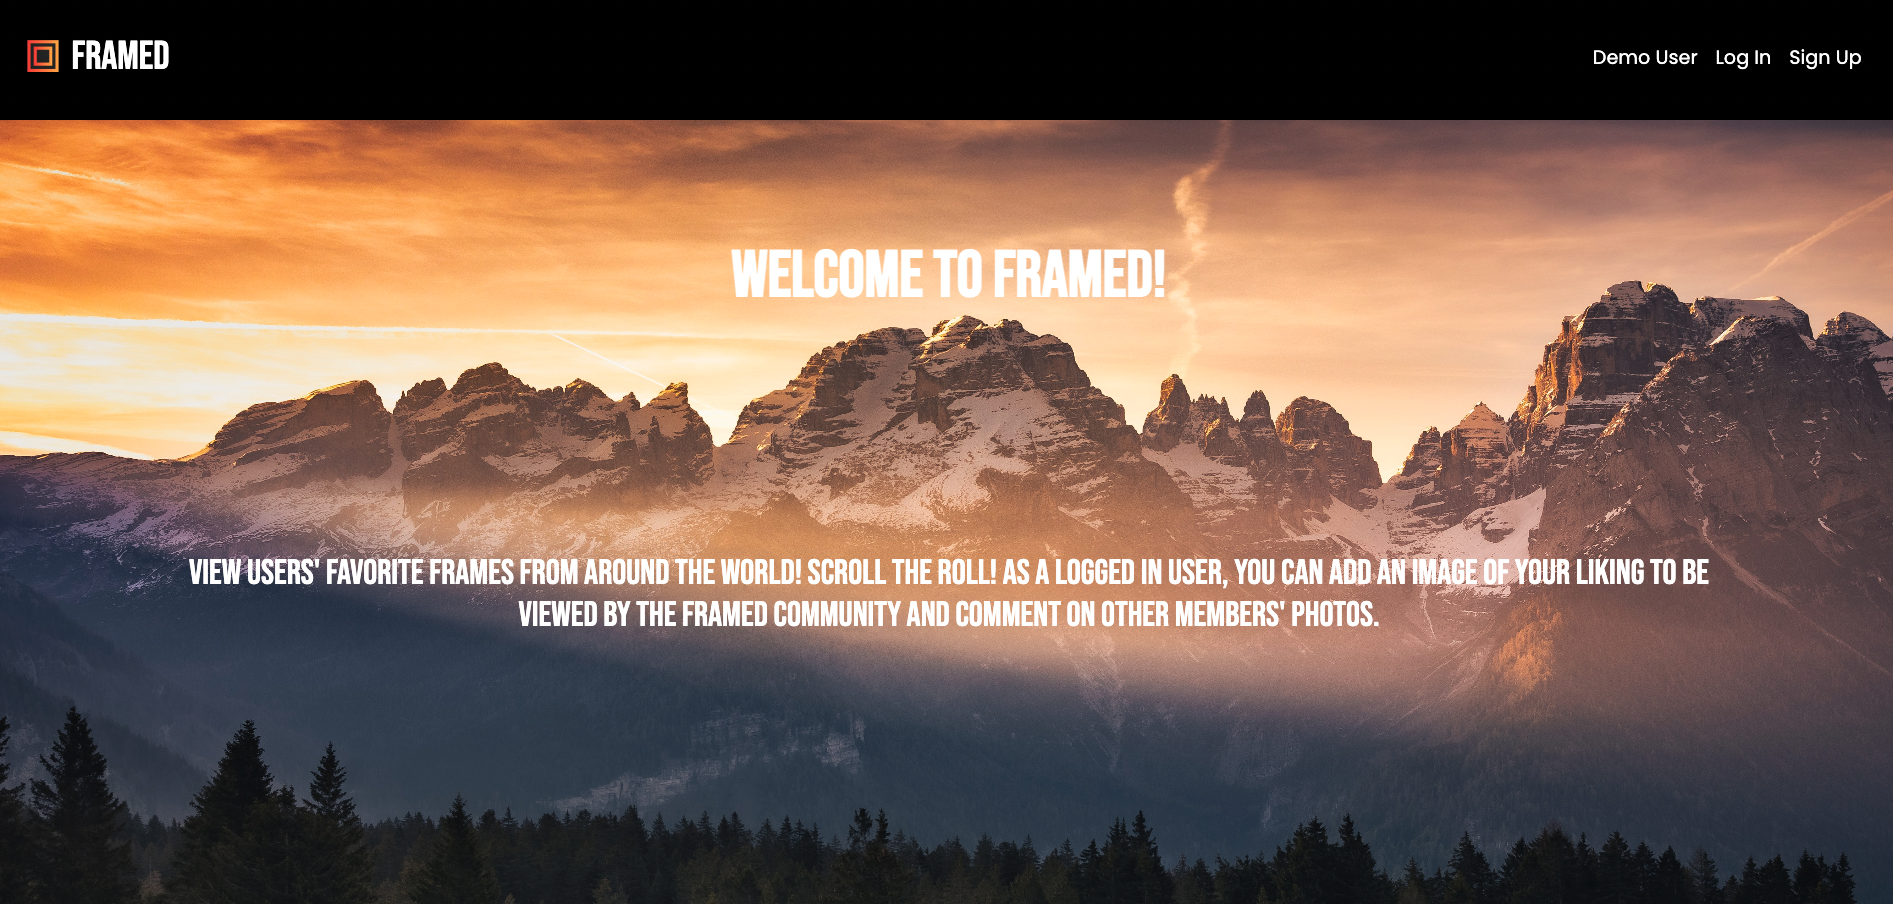 FRAMED
Demo User Log In Sign Up
WELCOME TO FRAMED!
VIEW USERS' FAVORITE FRAMES FROM AROUND THE WORLD! SCROLL THE ROLL! AS A LOGGED IN USER, YOU CAN ADD AN IMAGE OF YOUR LIKING TO BE
VIEWED BY THE FRAMED COMMUNITY AND COMMENT ON OTHER MEMBERS' PHOTOS.